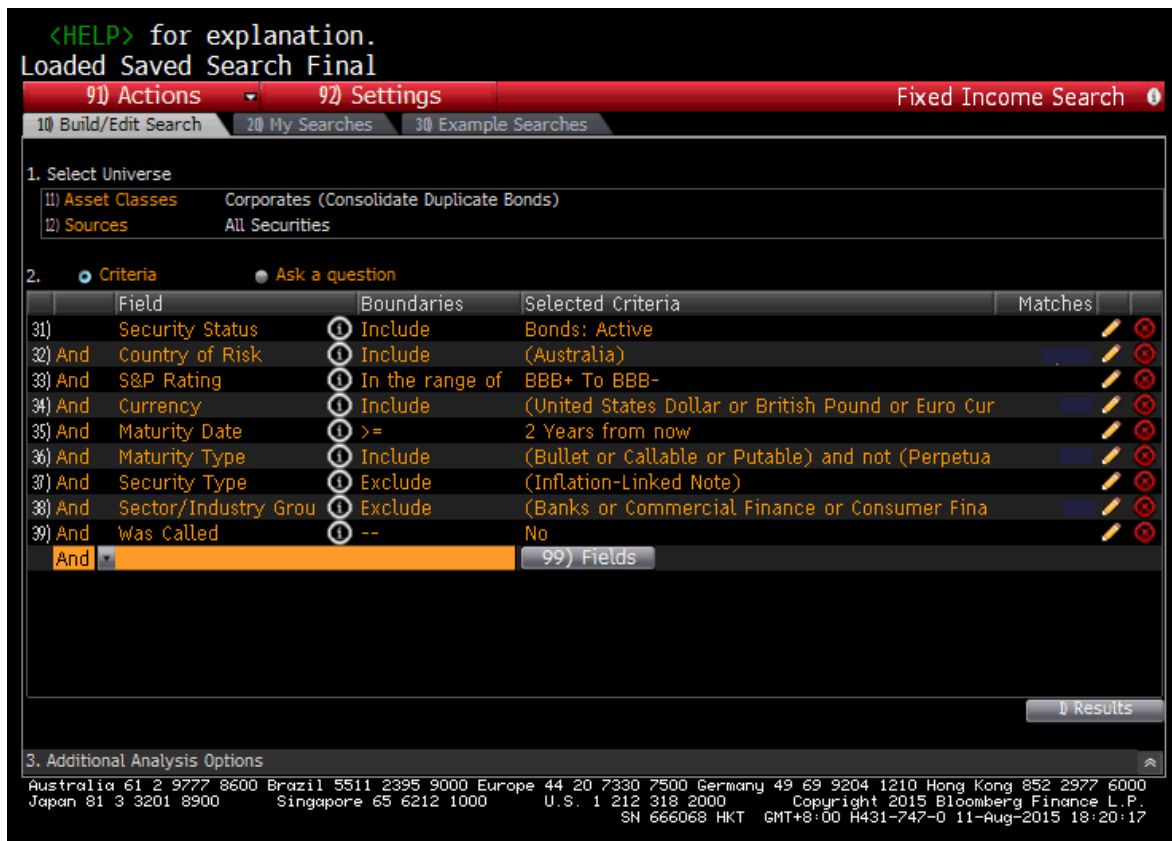 <HELP> for explanation.
Loaded Saved Search Final
91) Actions 92) Settings Fixed Income Search
10) Build/Edit Search 20) My Searches 30) Example Searches
1. Select Universe
11) Asset Classes Corporates (Consolidate Duplicate Bonds)
12) Sources All Securities
2. Criteria Ask a question
Field Boundaries Selected Criteria Matches
31) Security Status Include Bonds: Active
32) And Country of Risk Include (Australia)
33) And S&P Rating In the range of BBB+ To BBB-
34) And Currency Include (United States Dollar or British Pound or Euro Cur
35) And Maturity Date >= 2 Years from now
36) And Maturity Type Include (Bullet or Callable or Putable) and not (Perpetua
37) And Security Type Exclude (Inflation-Linked Note)
38) And Sector/Industry Grou Exclude (Banks or Commercial Finance or Consumer Fina
39) And Was Called -- No
And 99) Fields
1) Results
3. Additional Analysis Options
Australia 61 2 9777 8600 Brazil 5511 2395 9000 Europe 44 20 7330 7500 Germany 49 69 9204 1210 Hong Kong 852 2977 6000
Japan 81 3 3201 8900 Singapore 65 6212 1000 U.S. 1 212 318 2000 Copyright 2015 Bloomberg Finance L.P.
SN 666068 HKT GMT+8:00 H431-747-0 11-Aug-2015 18:20:17